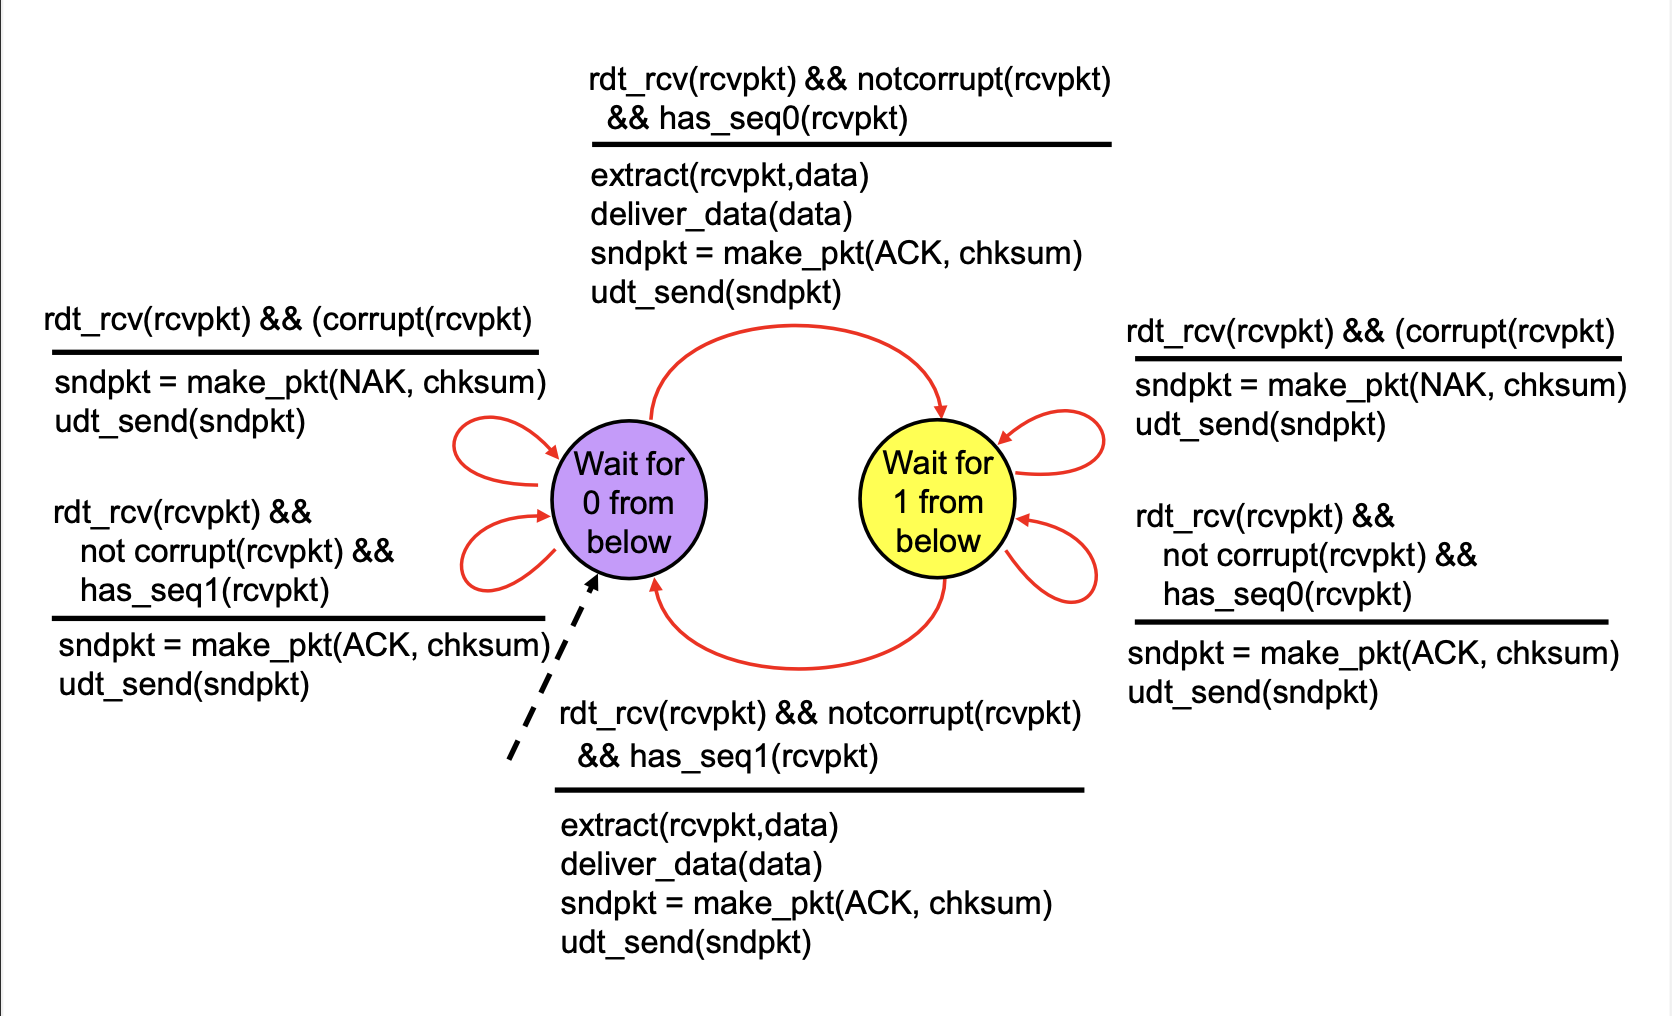 rdt_rcv(rcvpkt) && notcorrupt(rcvpkt)
&& has_seq0(rcvpkt)
extract(rcvpkt,data)
deliver_data(data)
sndpkt = make_pkt(ACK, chksum)
udt_send(sndpkt)
rdt_rcv(rcvpkt) && (corrupt(rcvpkt)
sndpkt = make_pkt(NAK, chksum)
udt_send(sndpkt)
rdt_rcv(rcvpkt) &&
not corrupt(rcvpkt) &&
has_seq1(rcvpkt)
sndpkt = make_pkt(ACK, chksum)
udt_send(sndpkt)
Wait for
0 from
below
Wait for
1 from
below
rdt_rcv(rcvpkt) && (corrupt(rcvpkt)
sndpkt = make_pkt(NAK, chksum)
udt_send(sndpkt)
rdt_rcv(rcvpkt) &&
not corrupt(rcvpkt) &&
has_seq0(rcvpkt)
sndpkt = make_pkt(ACK, chksum)
udt_send(sndpkt)
rdt_rcv(rcvpkt) && notcorrupt(rcvpkt)
&& has_seq1(rcvpkt)
extract(rcvpkt,data)
deliver_data(data)
sndpkt = make_pkt(ACK, chksum)
udt_send(sndpkt)